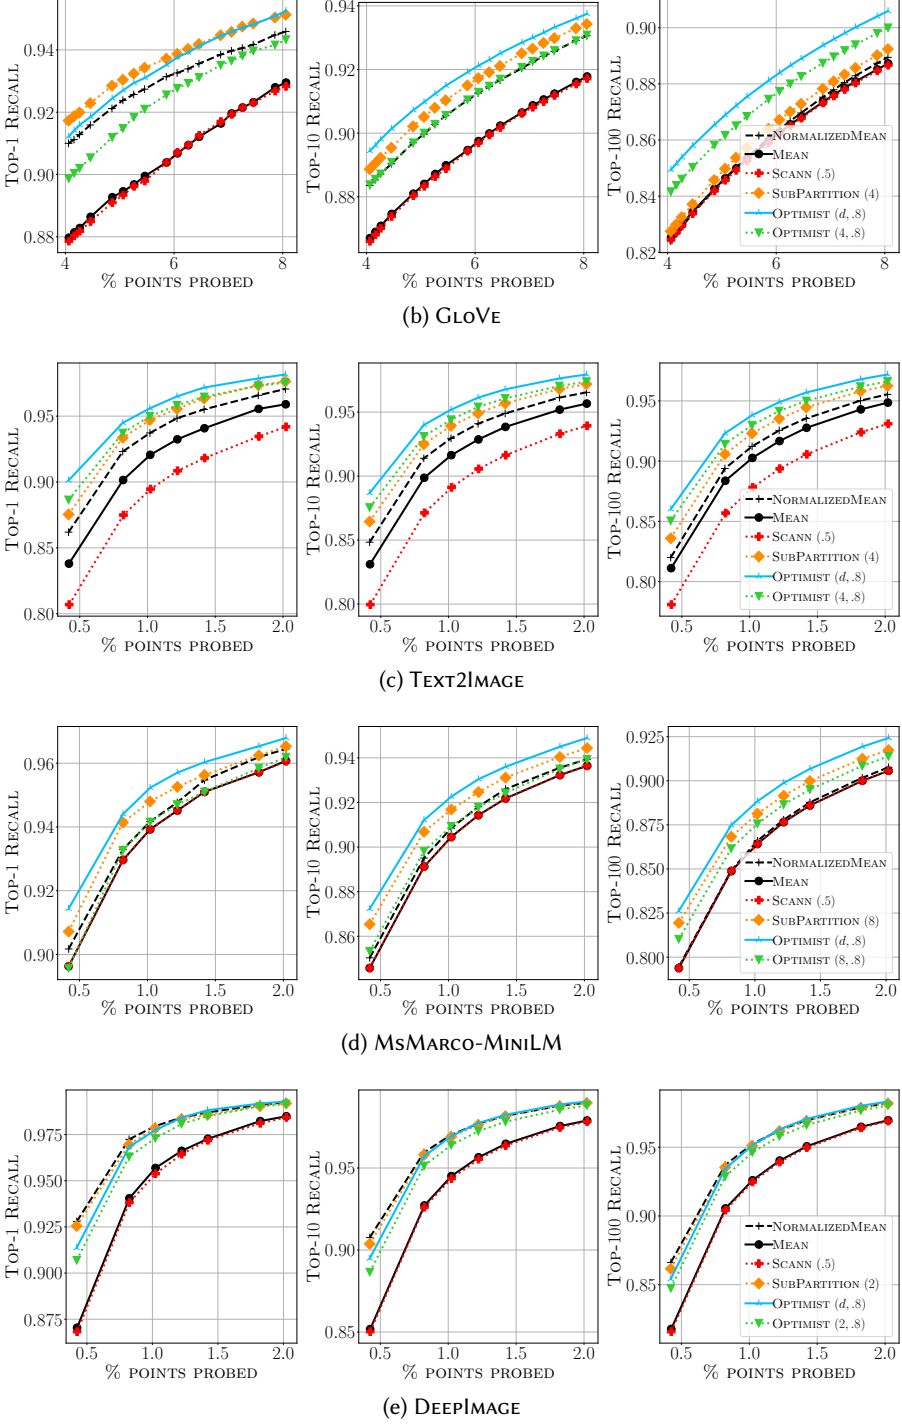 0.94
0.92
0.90
0.88
4
6
8
Top-1 Recall
% points probed
0.94
0.92
0.90
0.88
4
6
8
Top-10 Recall
% points probed
0.90
0.88
0.86
0.84
0.82
4
6
8
Top-100 Recall
% points probed
NormalizedMean
Mean
Scann (.5)
SubPartition (4)
Optimist (d, .8)
Optimist (4, .8)
(b) GloVe
0.95
0.90
0.85
0.80
0.5
1.0
1.5
2.0
Top-1 Recall
% points probed
0.95
0.90
0.85
0.80
0.5
1.0
1.5
2.0
Top-10 Recall
% points probed
0.95
0.90
0.85
0.80
0.5
1.0
1.5
2.0
Top-100 Recall
% points probed
NormalizedMean
Mean
Scann (.5)
SubPartition (4)
Optimist (d, .8)
Optimist (4, .8)
(c) Text2Image
0.96
0.94
0.92
0.90
0.5
1.0
1.5
2.0
Top-1 Recall
% points probed
0.94
0.92
0.90
0.88
0.86
0.5
1.0
1.5
2.0
Top-10 Recall
% points probed
0.925
0.900
0.875
0.850
0.825
0.800
0.5
1.0
1.5
2.0
Top-100 Recall
% points probed
NormalizedMean
Mean
Scann (.5)
SubPartition (8)
Optimist (d, .8)
Optimist (8, .8)
(d) MsMarco-MiniLM
0.975
0.950
0.925
0.900
0.875
0.5
1.0
1.5
2.0
Top-1 Recall
% points probed
0.95
0.90
0.85
0.5
1.0
1.5
2.0
Top-10 Recall
% points probed
0.95
0.90
0.85
0.5
1.0
1.5
2.0
Top-100 Recall
% points probed
NormalizedMean
Mean
Scann (.5)
SubPartition (2)
Optimist (d, .8)
Optimist (2, .8)
(e) DeepImage